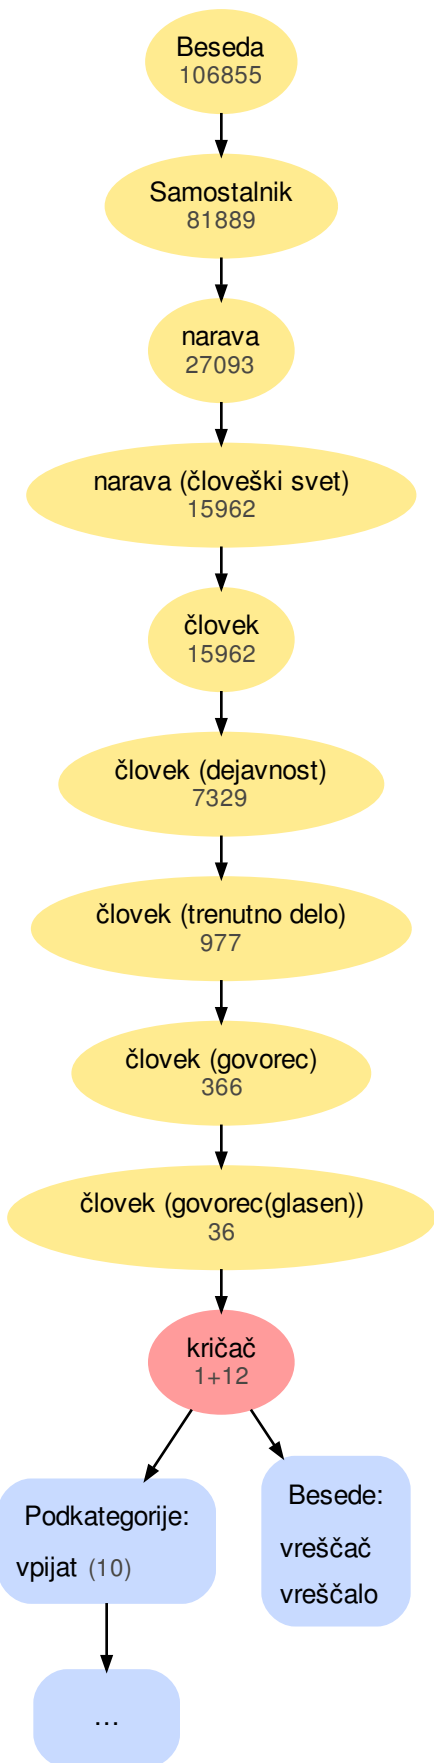 Beseda
106855
Samostalnik
81889
narava
27093
narava (človeški svet)
15962
človek
15962
človek (dejavnost)
7329
človek (trenutno delo)
977
človek (govorec)
366
človek (govorec(glasen))
36
kričač
1+12
Podkategorije:
vpijat (10)
...
Besede:
vreščač
vreščalo